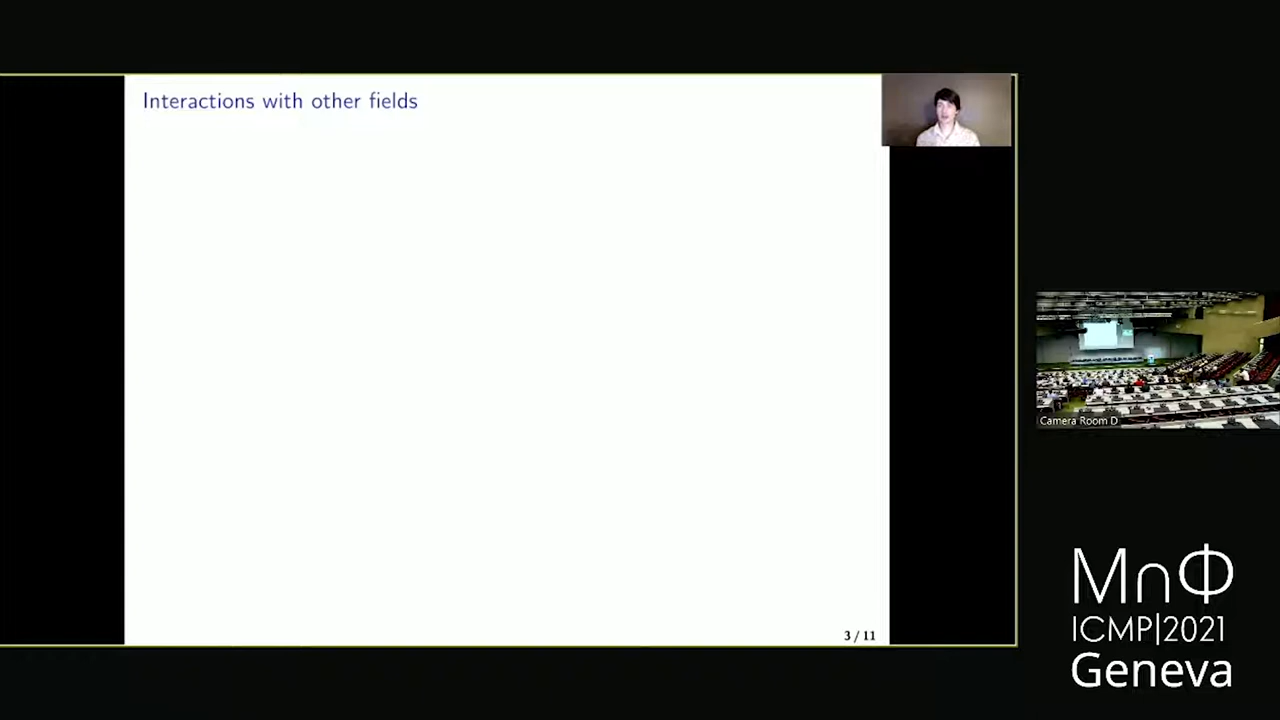 Interactions with other fields
3 / 11
Camera Room D
M∩Φ
ICMP|2021
Geneva